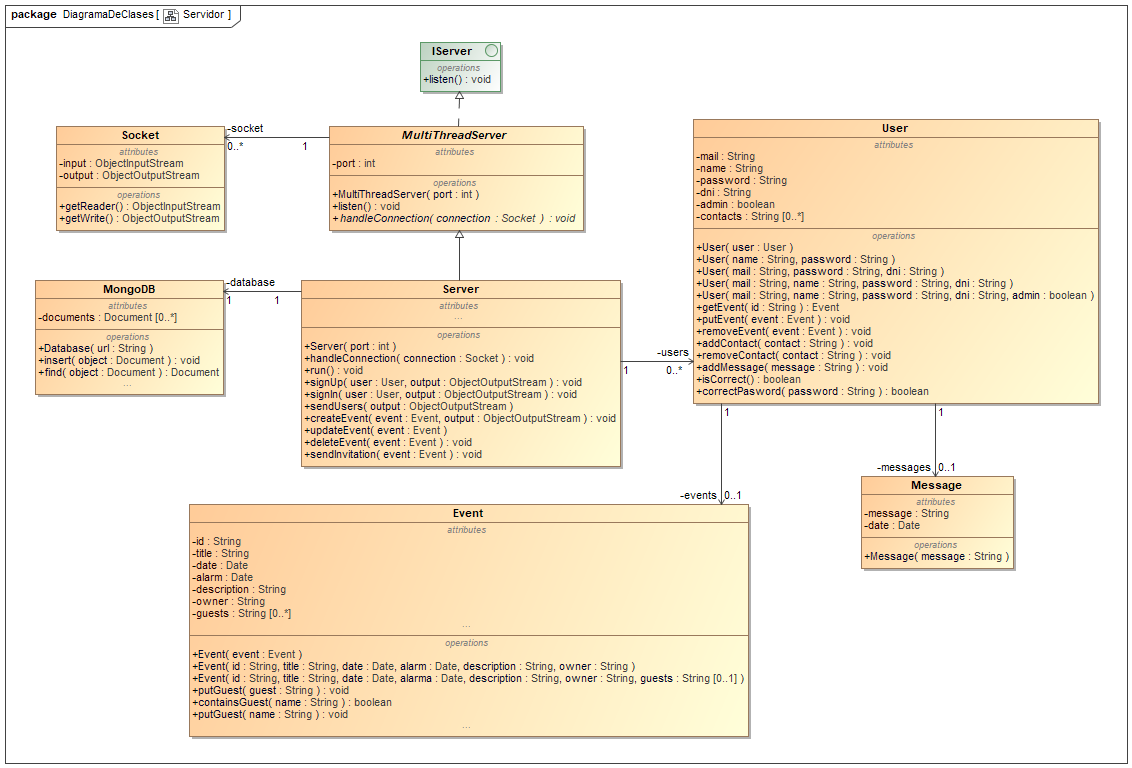 package DiagramaDeClases [ Servidor ]
IServer
operations
+listen() : void
-socket
0..*
1
Socket
attributes
-input : ObjectInputStream
-output : ObjectOutputStream
operations
+getReader() : ObjectInputStream
+getWrite() : ObjectOutputStream
MultiThreadServer
attributes
-port : int
operations
+MultiThreadServer( port : int )
+listen() : void
+handleConnection( connection : Socket ) : void
User
attributes
-mail : String
-name : String
-password : String
-dni : String
-admin : boolean
-contacts : String [0..*]
operations
+User( user : User )
+User( name : String, password : String )
+User( mail : String, password : String, dni : String )
+User( mail : String, name : String, password : String, dni : String )
+User( mail : String, name : String, password : String, dni : String, admin : boolean )
+getEvent( id : String ) : Event
+putEvent( event : Event ) : void
+removeEvent( event : Event ) : void
+addContact( contact : String )
+removeContact( contact : String ) : void
+addMessage( message : String ) : void
+isCorrect() : boolean
+correctPasword( password : String ) : boolean
MongoDB
attributes
-documents : Document [0..*]
operations
+Database( url : String )
+insert( object : Document ) : void
+find( object : Document ) : Document
...
-database
1
1
Server
attributes
...
operations
+Server( port : int )
+handleConnection( connection : Socket ) : void
+run() : void
+signUp( user : User, output : ObjectOutputStream ) : void
+signIn( user : User, output : ObjectOutputStream ) : void
+sendUsers( output : ObjectOutputStream )
+createEvent( event : Event, output : ObjectOutputStream ) : void
+updateEvent( event : Event )
+deleteEvent( event : Event ) : void
+sendInvitation( event : Event ) : void
-users
1
0..*
1
1
-events 0..1
-messages 0..1
Message
attributes
-message : String
-date : Date
operations
+Message( message : String )
Event
attributes
-id : String
-title : String
-date : Date
-alarm : Date
-description : String
-owner : String
-guests : String [0..*]
...
operations
+Event( event : Event )
+Event( id : String, title : String, date : Date, alarm : Date, description : String, owner : String )
+Event( id : String, title : String, date : Date, alarma : Date, description : String, owner : String, guests : String [0..1] )
+putGuest( guest : String ) : void
+containsGuest( name : String ) : boolean
+putGuest( name : String ) : void
...